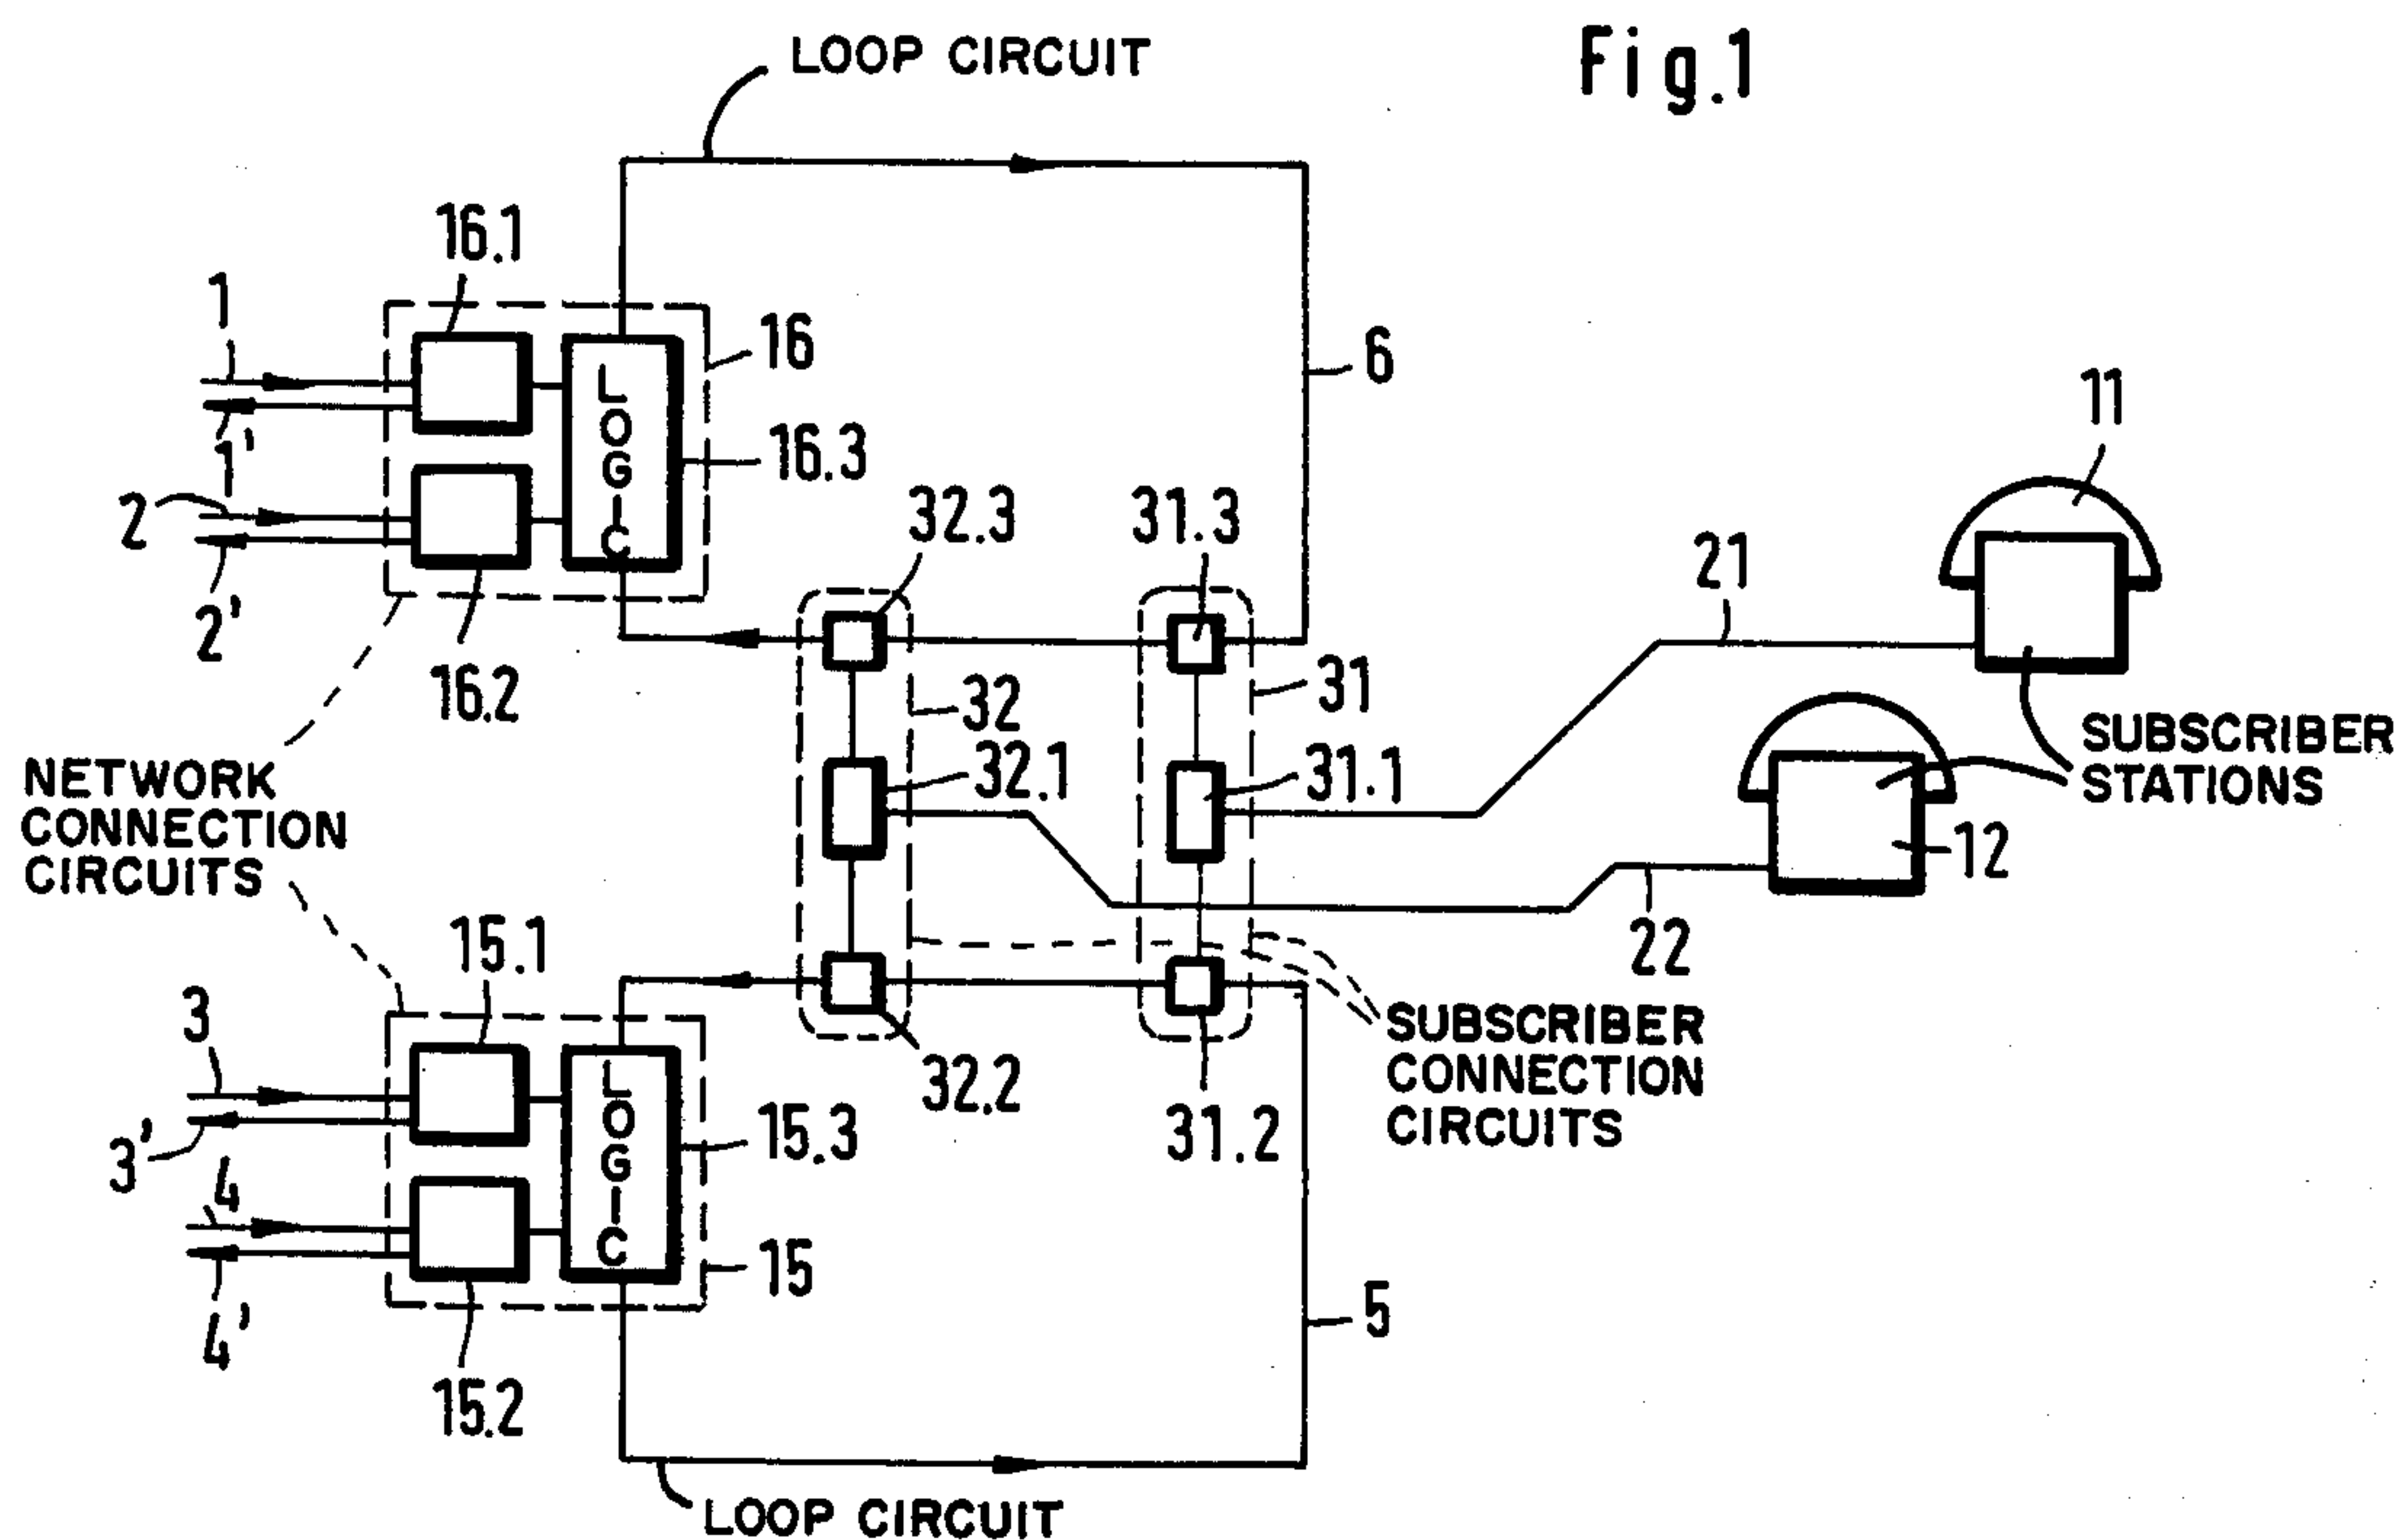 LOOP CIRCUIT
Fig.1
16.1
1
16
6
11
1'
16.3
2
32.3
31.3
21
LOGIC
2'
16.2
32
31
SUBSCRIBER
STATIONS
NETWORK
CONNECTION
CIRCUITS
32.1
31.1
12
15.1
22
3
SUBSCRIBER
CONNECTION
CIRCUITS
32.2
31.2
3'
15.3
4
LOGIC
15
5
4'
15.2
LOOP CIRCUIT